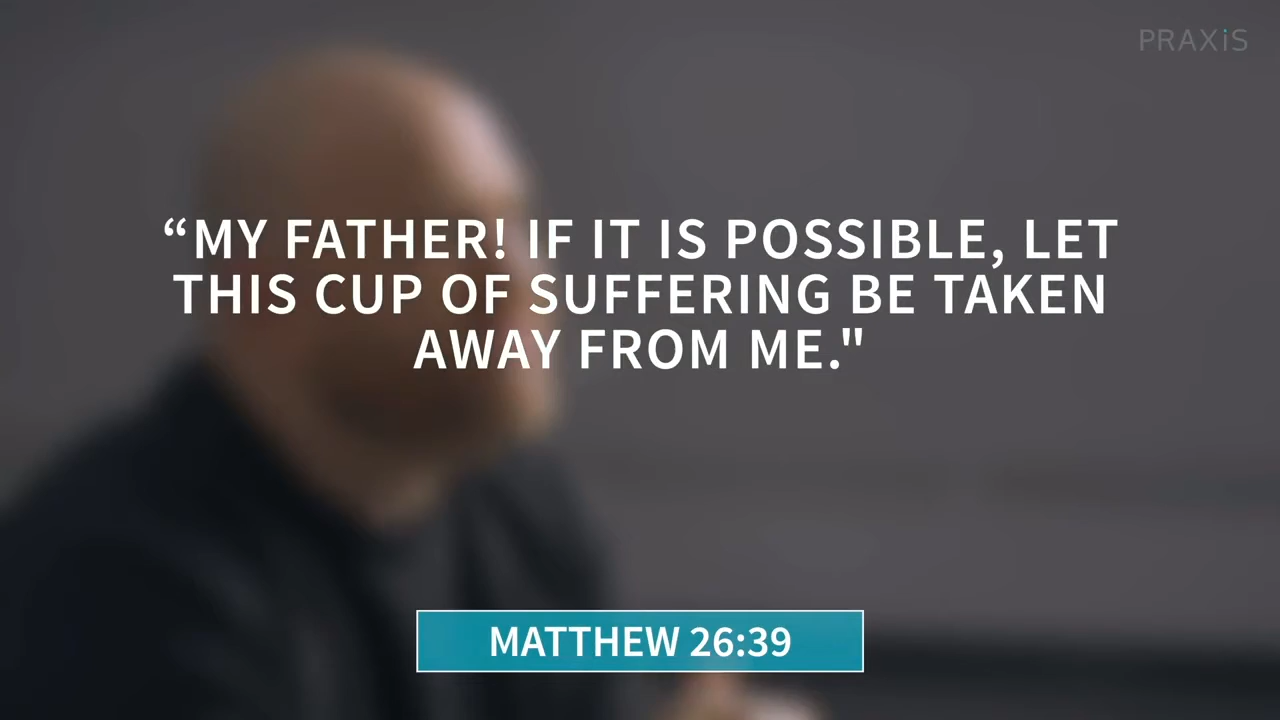 PRAXiS
“MY FATHER! IF IT IS POSSIBLE, LET
THIS CUP OF SUFFERING BE TAKEN
AWAY FROM ME."
MATTHEW 26:39